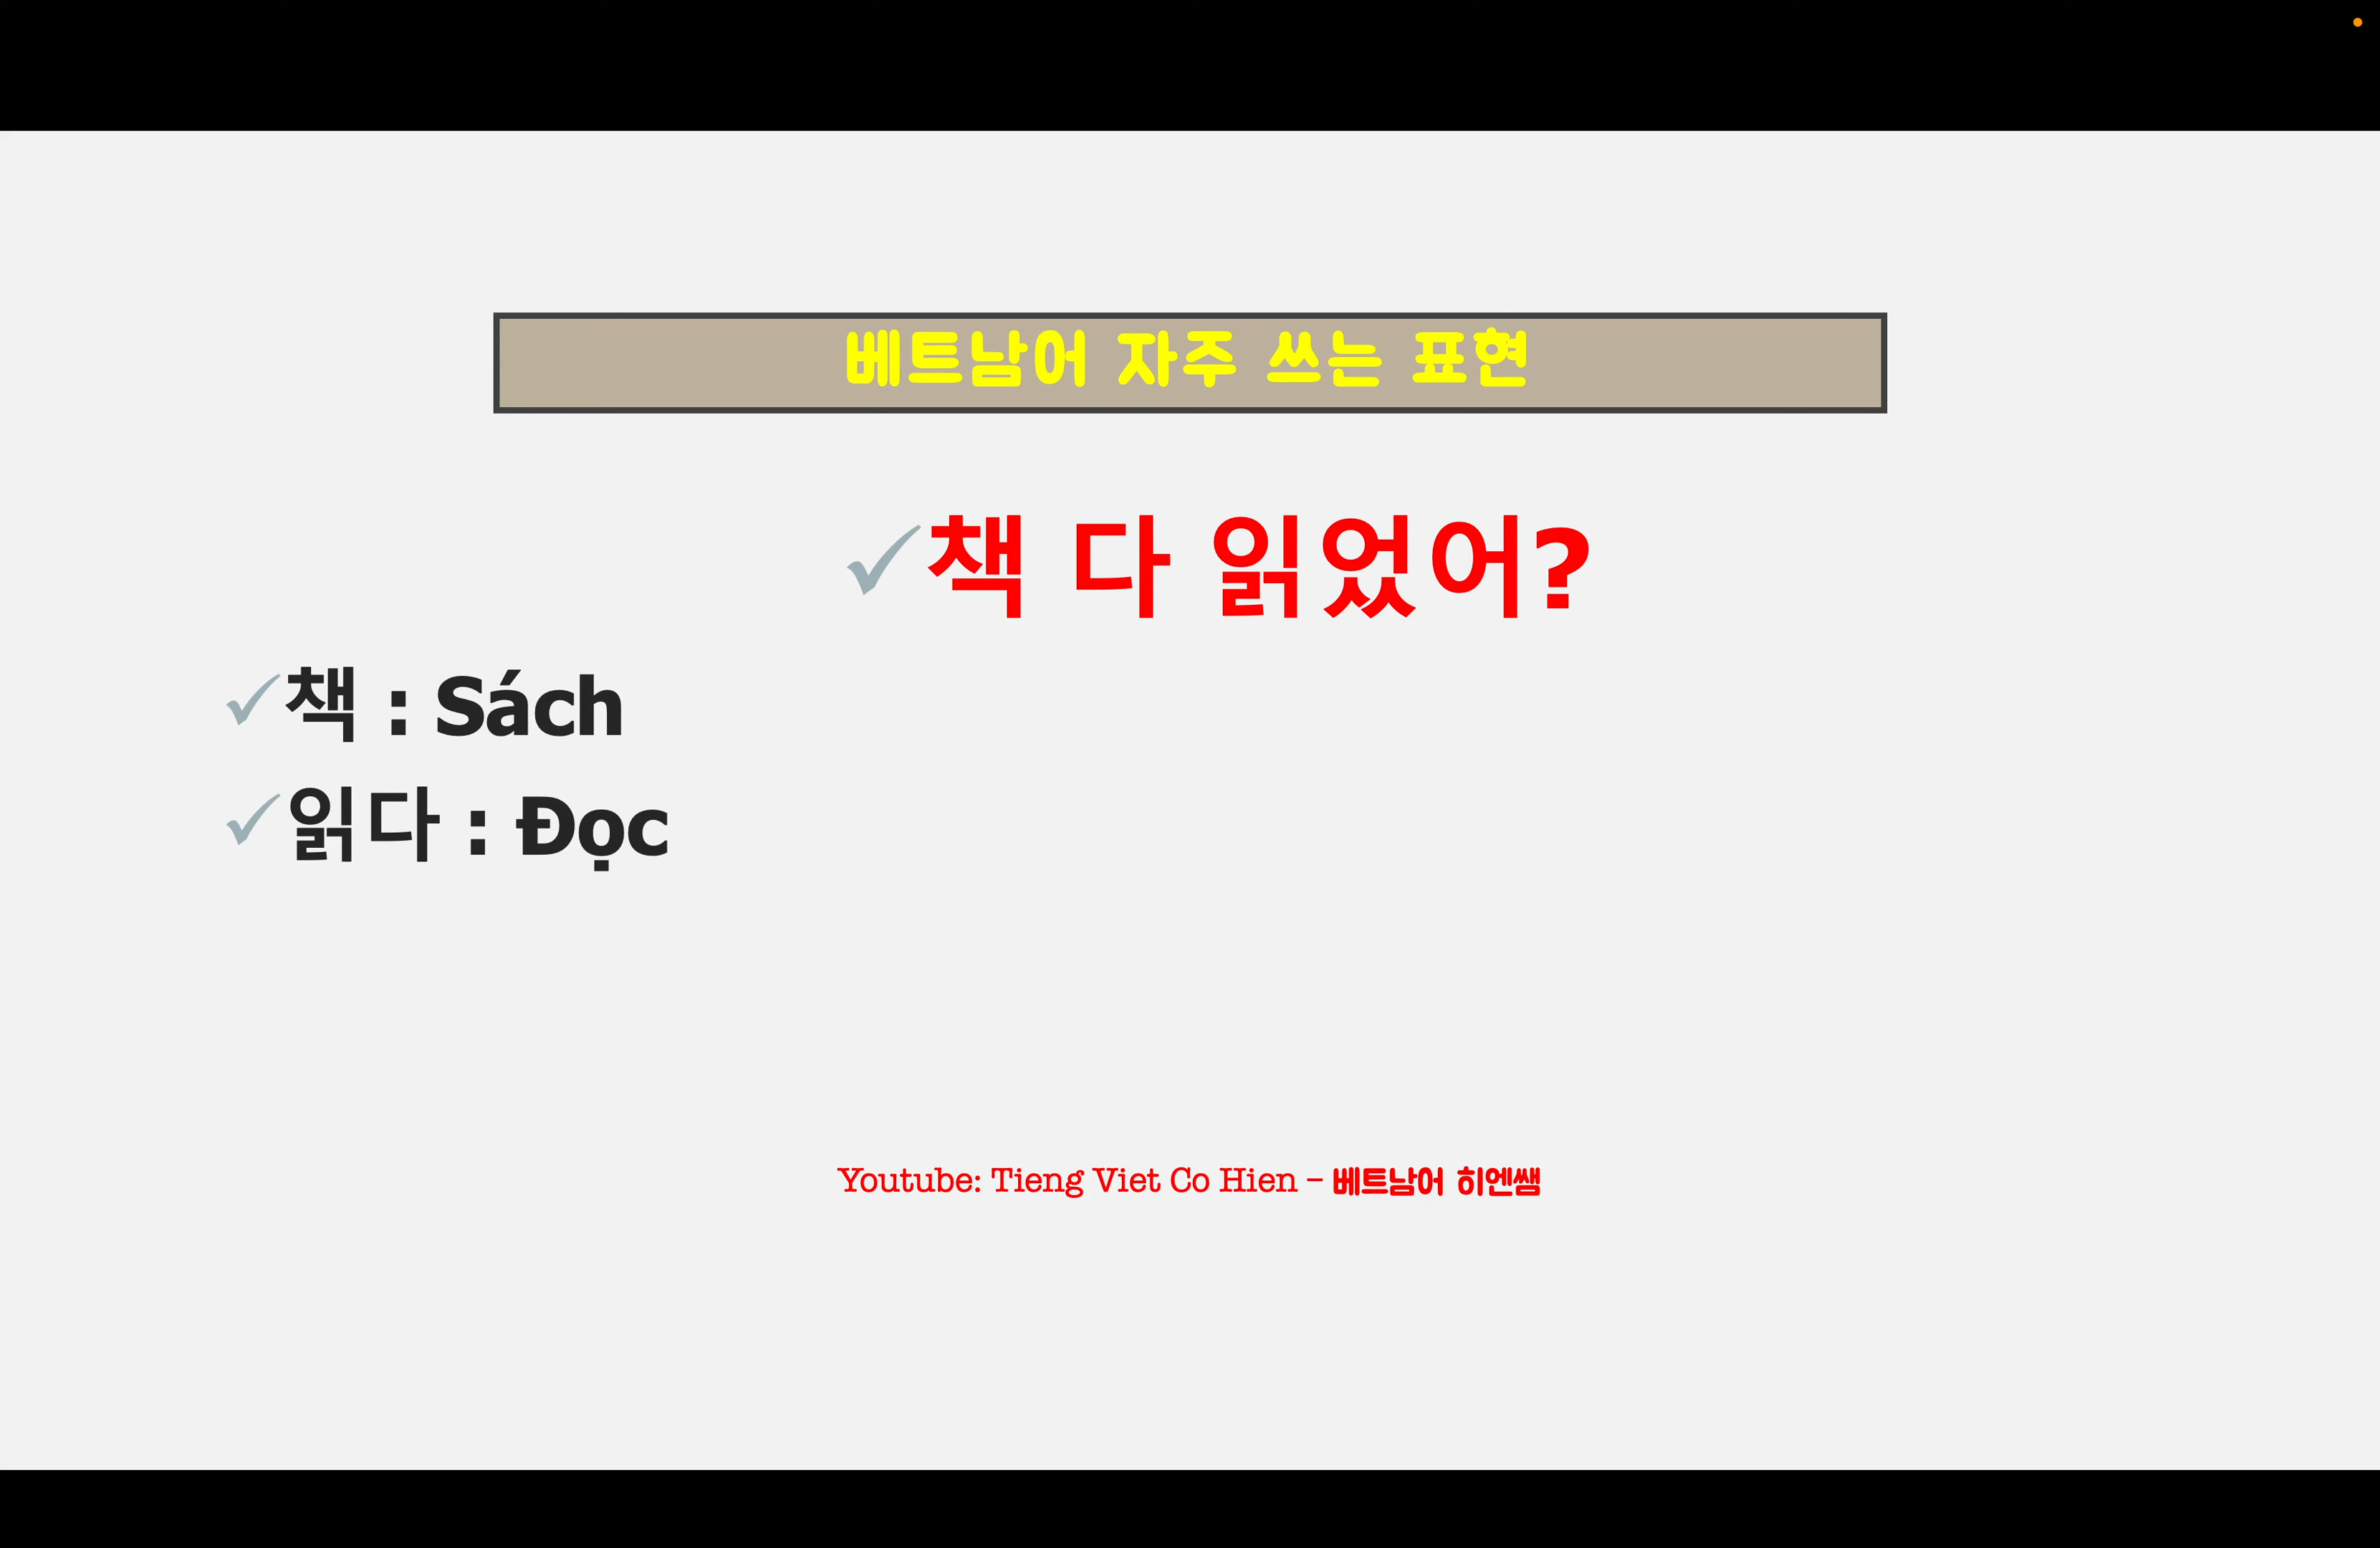 베트남어 자주 쓰는 표현
✓책 다 읽었어?
✓책 : Sách
✓읽다 : Đọc
Youtube: Tieng Viet Co Hien – 베트남어 히엔쌤